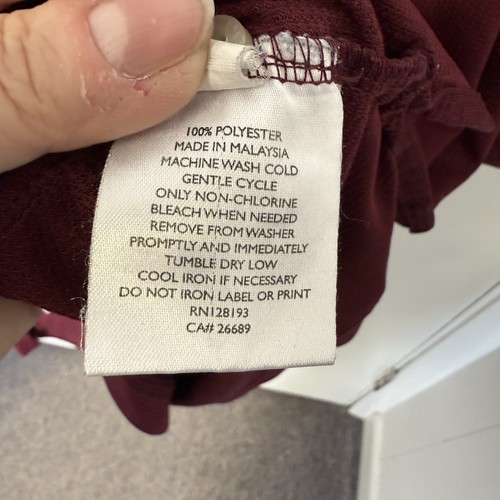 100% POLYESTER
MADE IN MALAYSIA
MACHINE WASH COLD
GENTLE CYCLE
ONLY NON-CHLORINE
BLEACH WHEN NEEDED
REMOVE FROM WASHER
PROMPTLY AND IMMEDIATELY
TUMBLE DRY LOW
COOL IRON IF NECESSARY
DO NOT IRON LABEL OR PRINT
RN128193
CA# 26689